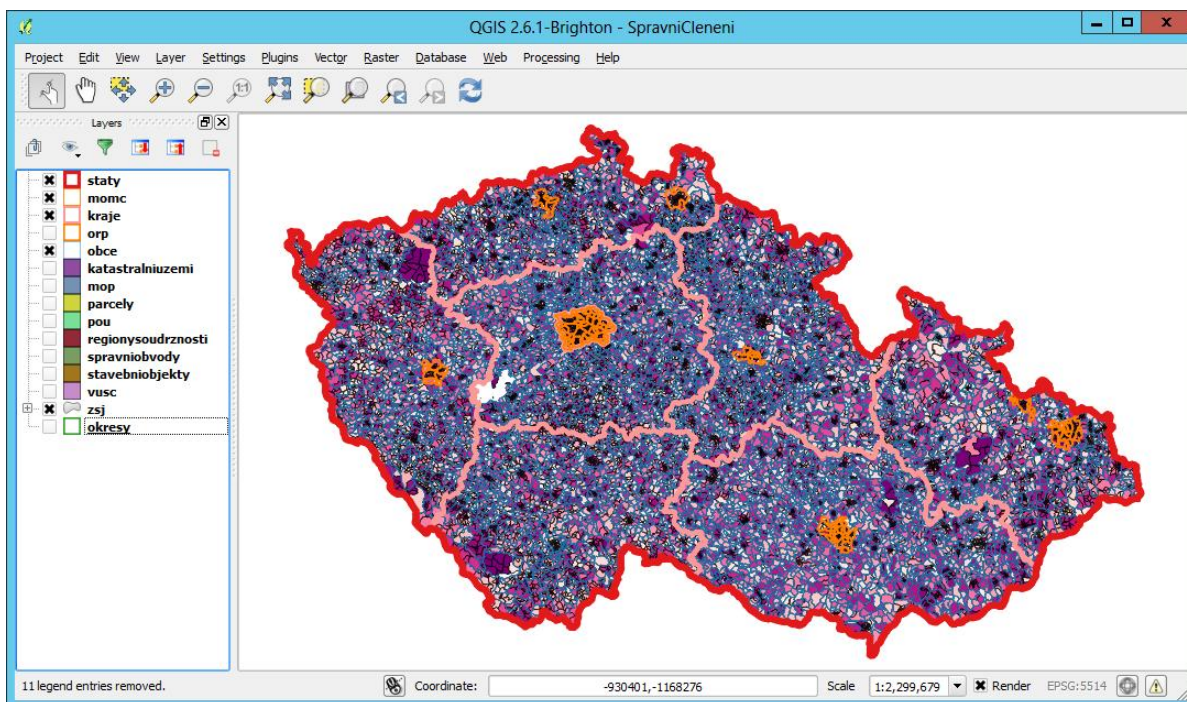 QGIS 2.6.1-Brighton - SpravniCleneni
Project Edit View Layer Settings Plugins Vector Raster Database Web Processing Help
1:1
Layers
staty
momc
kraje
orp
obce
katastralniuzemi
mop
parcely
pou
regionysoudrznosti
spravniobvody
stavebniobjekty
vusc
zsj
okresy
11 legend entries removed.
Coordinate: -930401,-1168276 Scale 1:2,299,679 Render EPSG:5514